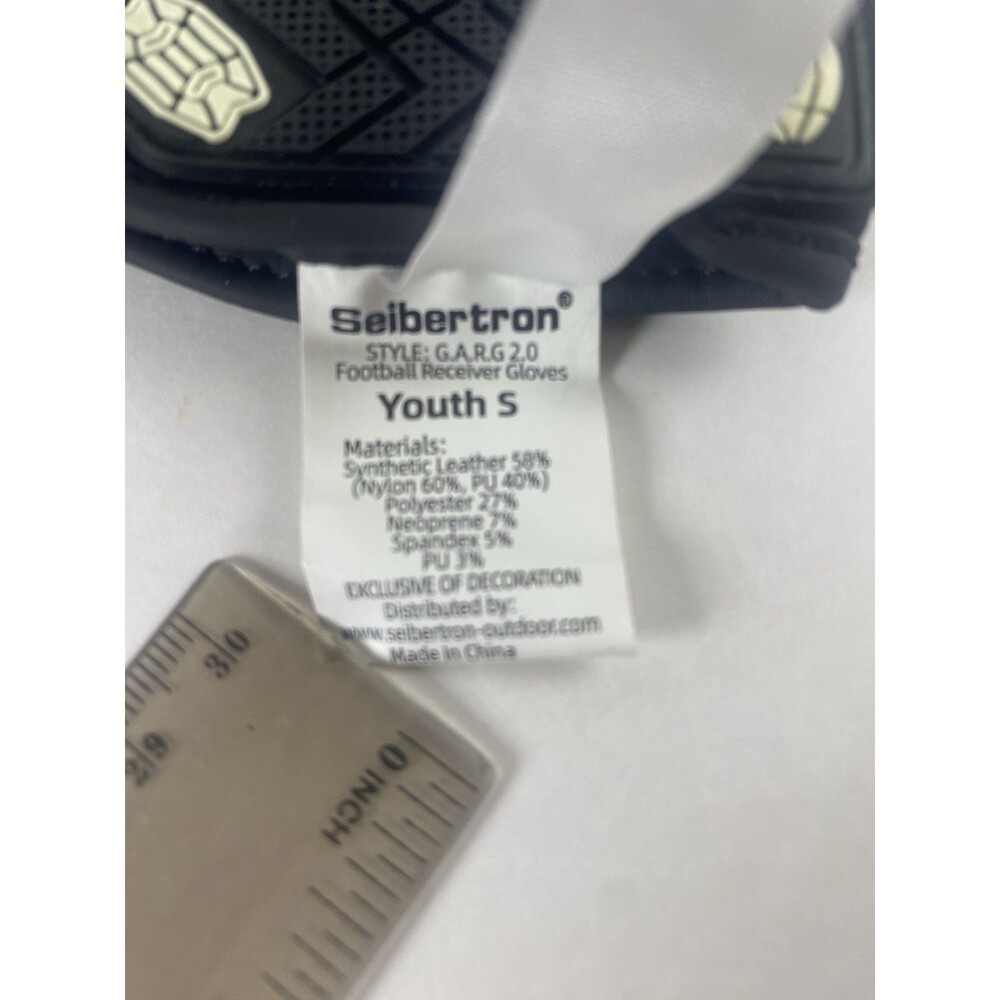 Seibertron®
STYLE: G.A.R.G 2.0
Football Receiver Gloves
Youth S
Materials:
Synthetic Leather 58%
(Nylon 60%, PU 40%)
Polyester 27%
Neoprene 7%
Spandex 5%
PU 3%
EXCLUSIVE OF DECORATION
Distributed by:
www.seibertron-outdoor.com
Made in China
30
29
0
INCH